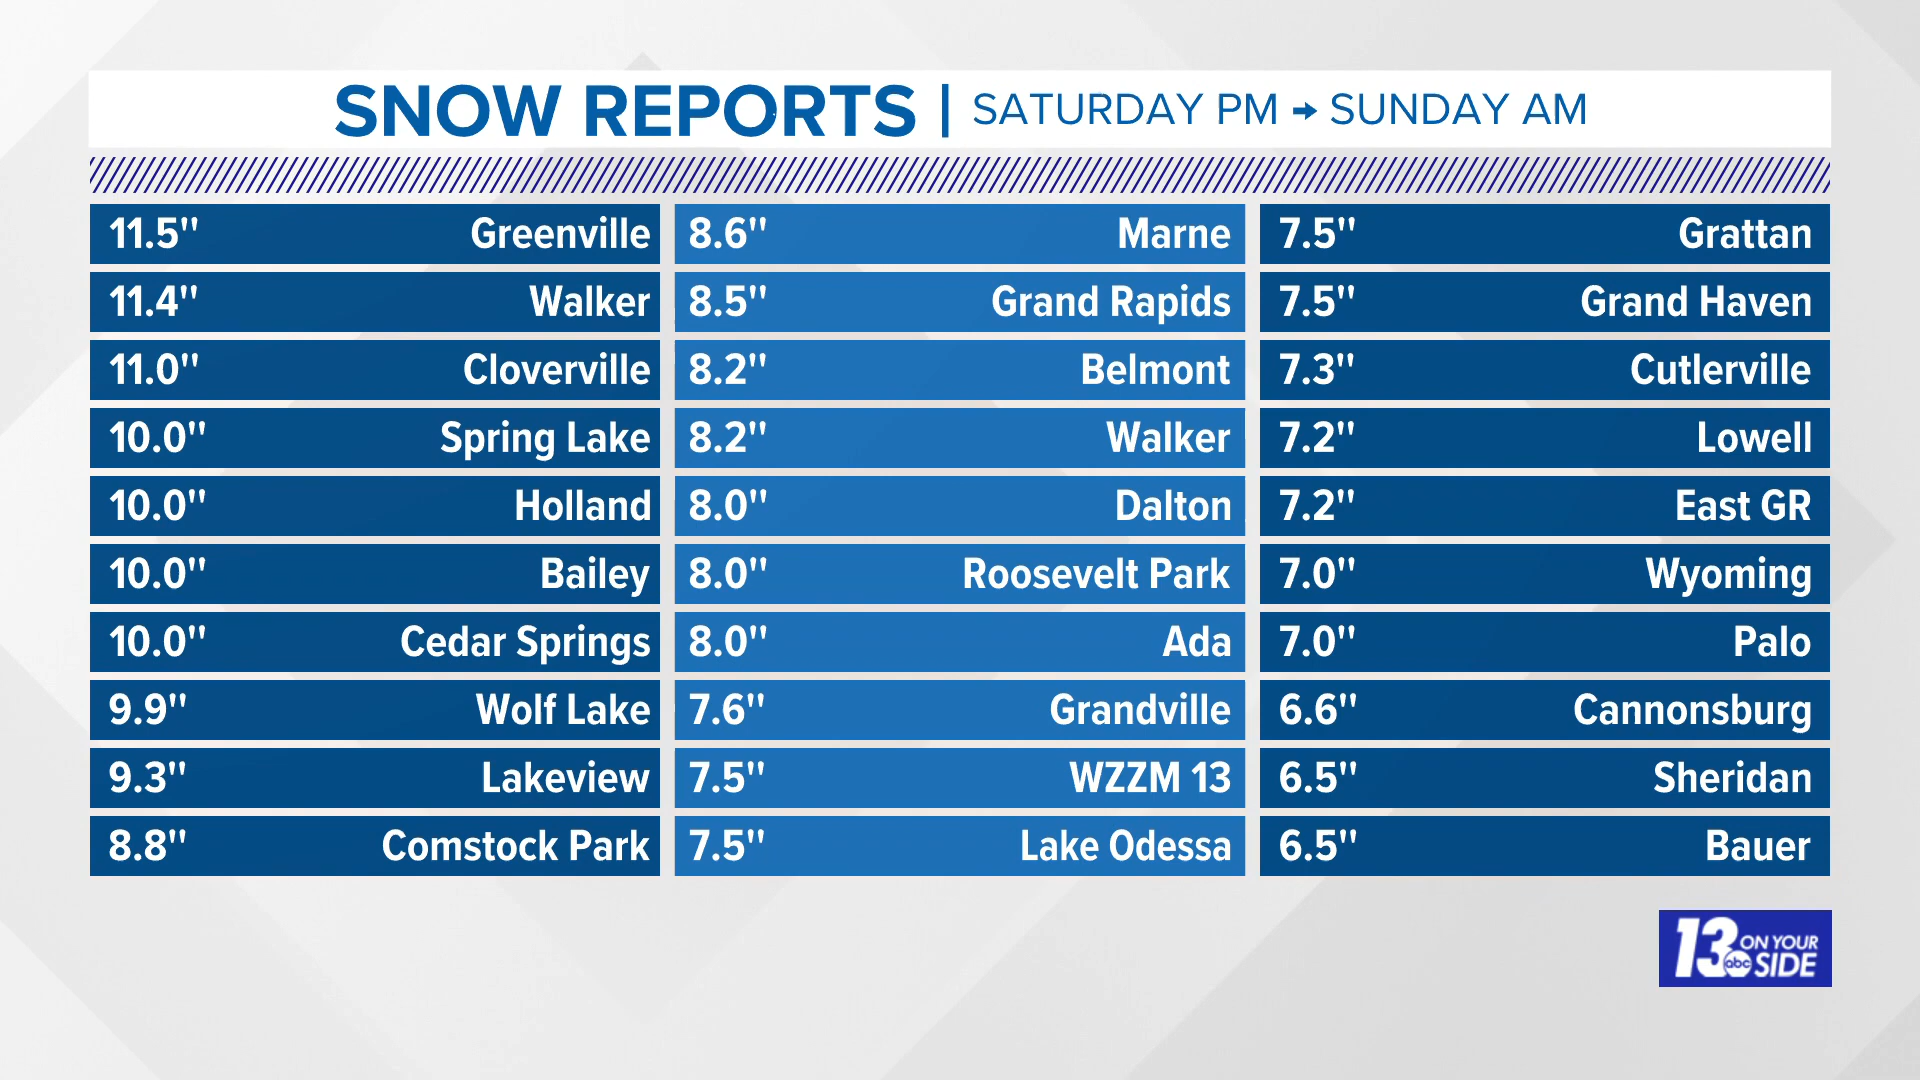 SNOW REPORTS | SATURDAY PM → SUNDAY AM
11.5" Greenville
11.4" Walker
11.0" Cloverville
10.0" Spring Lake
10.0" Holland
10.0" Bailey
10.0" Cedar Springs
9.9" Wolf Lake
9.3" Lakeview
8.8" Comstock Park
8.6" Marne
8.5" Grand Rapids
8.2" Belmont
8.2" Walker
8.0" Dalton
8.0" Roosevelt Park
8.0" Ada
7.6" Grandville
7.5" WZZM 13
7.5" Lake Odessa
7.5" Grattan
7.5" Grand Haven
7.3" Cutlerville
7.2" Lowell
7.2" East GR
7.0" Wyoming
7.0" Palo
6.6" Cannonsburg
6.5" Sheridan
6.5" Bauer
13 abc ON YOUR
SIDE